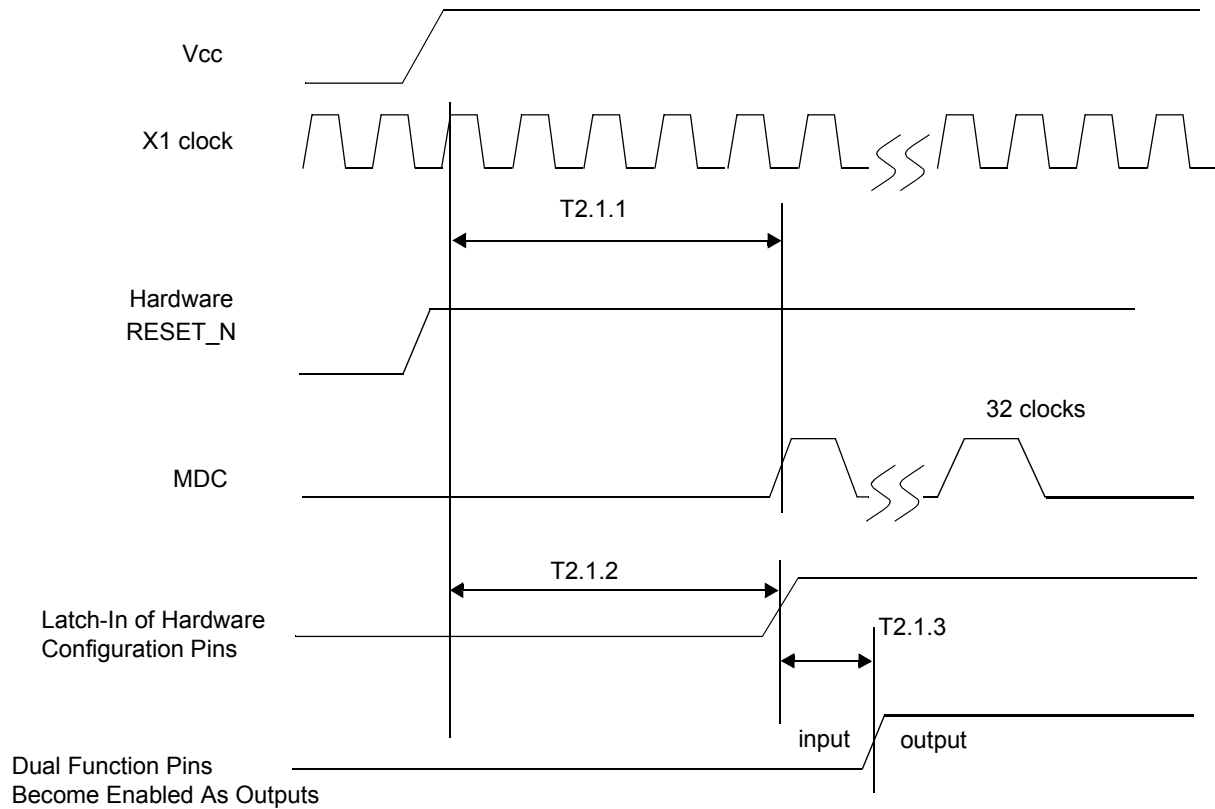 Vcc
X1 clock
T2.1.1
Hardware
RESET_N
32 clocks
MDC
T2.1.2
Latch-In of Hardware
Configuration Pins
T2.1.3
input
output
Dual Function Pins
Become Enabled As Outputs